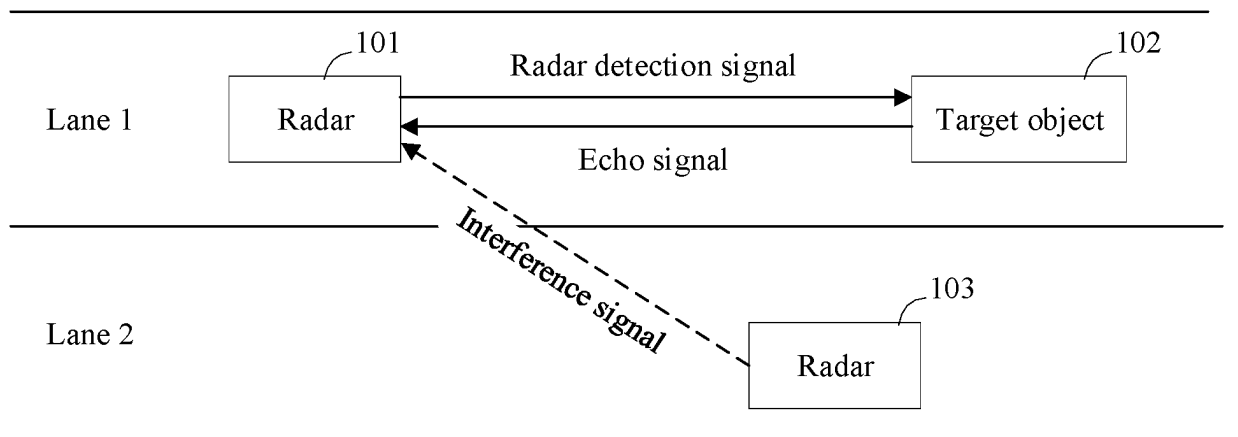 101
102
Radar detection signal
Lane 1
Radar
Target object
Echo signal
Interference signal
103
Lane 2
Radar